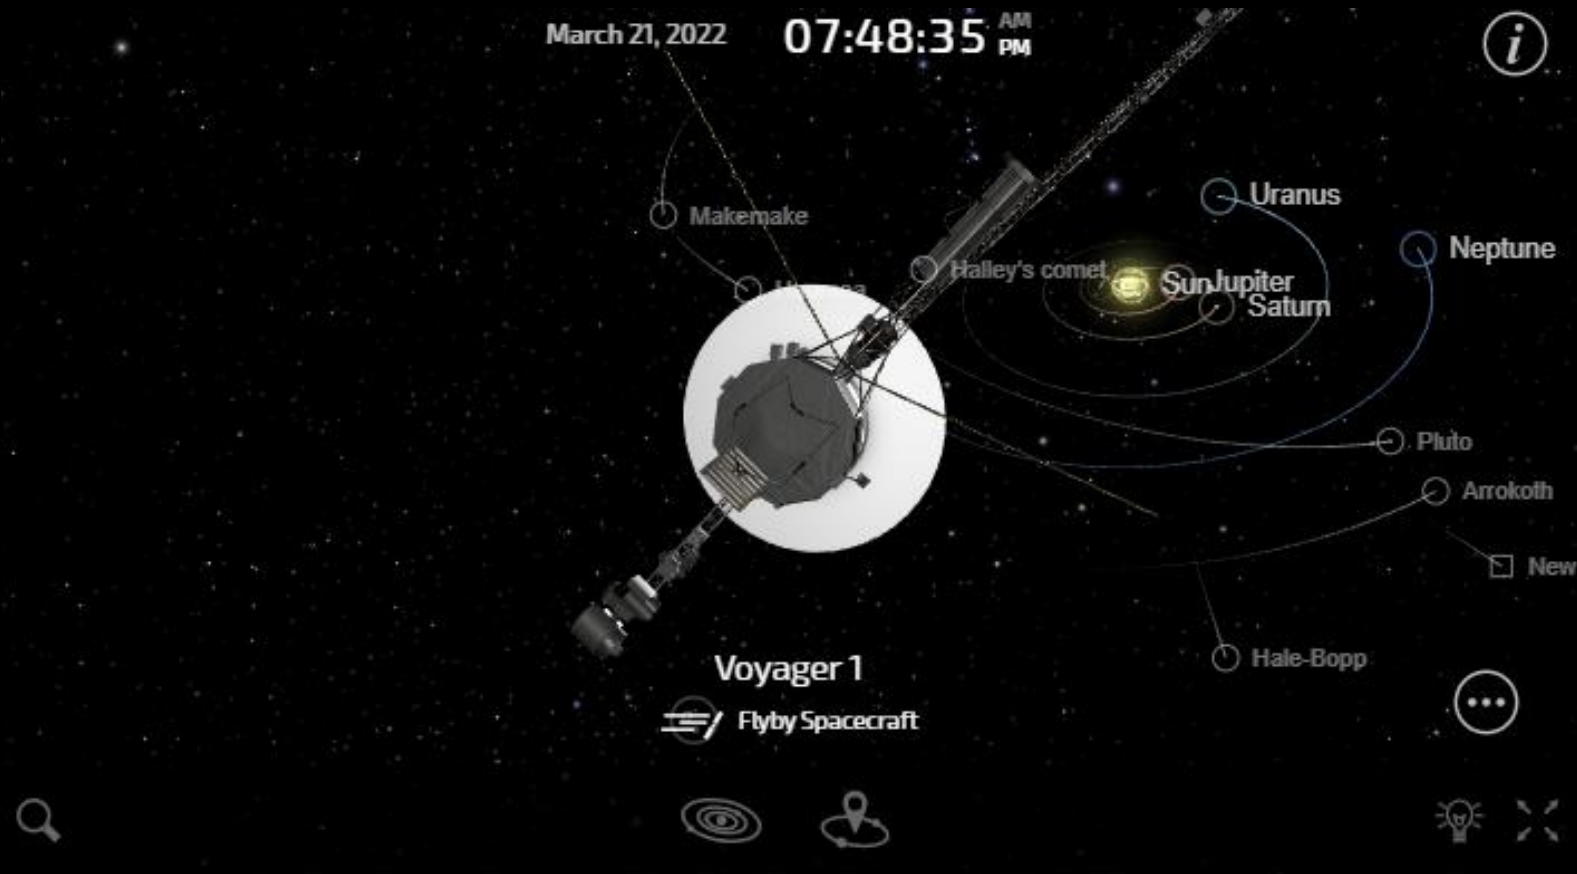 March 21, 2022
07:48:35
AM
PM
i
Uranus
Makemake
Neptune
Halley's comet
Sun
Jupiter
Saturn
Pluto
Arrokoth
New
Hale-Bopp
Voyager 1
Flyby Spacecraft